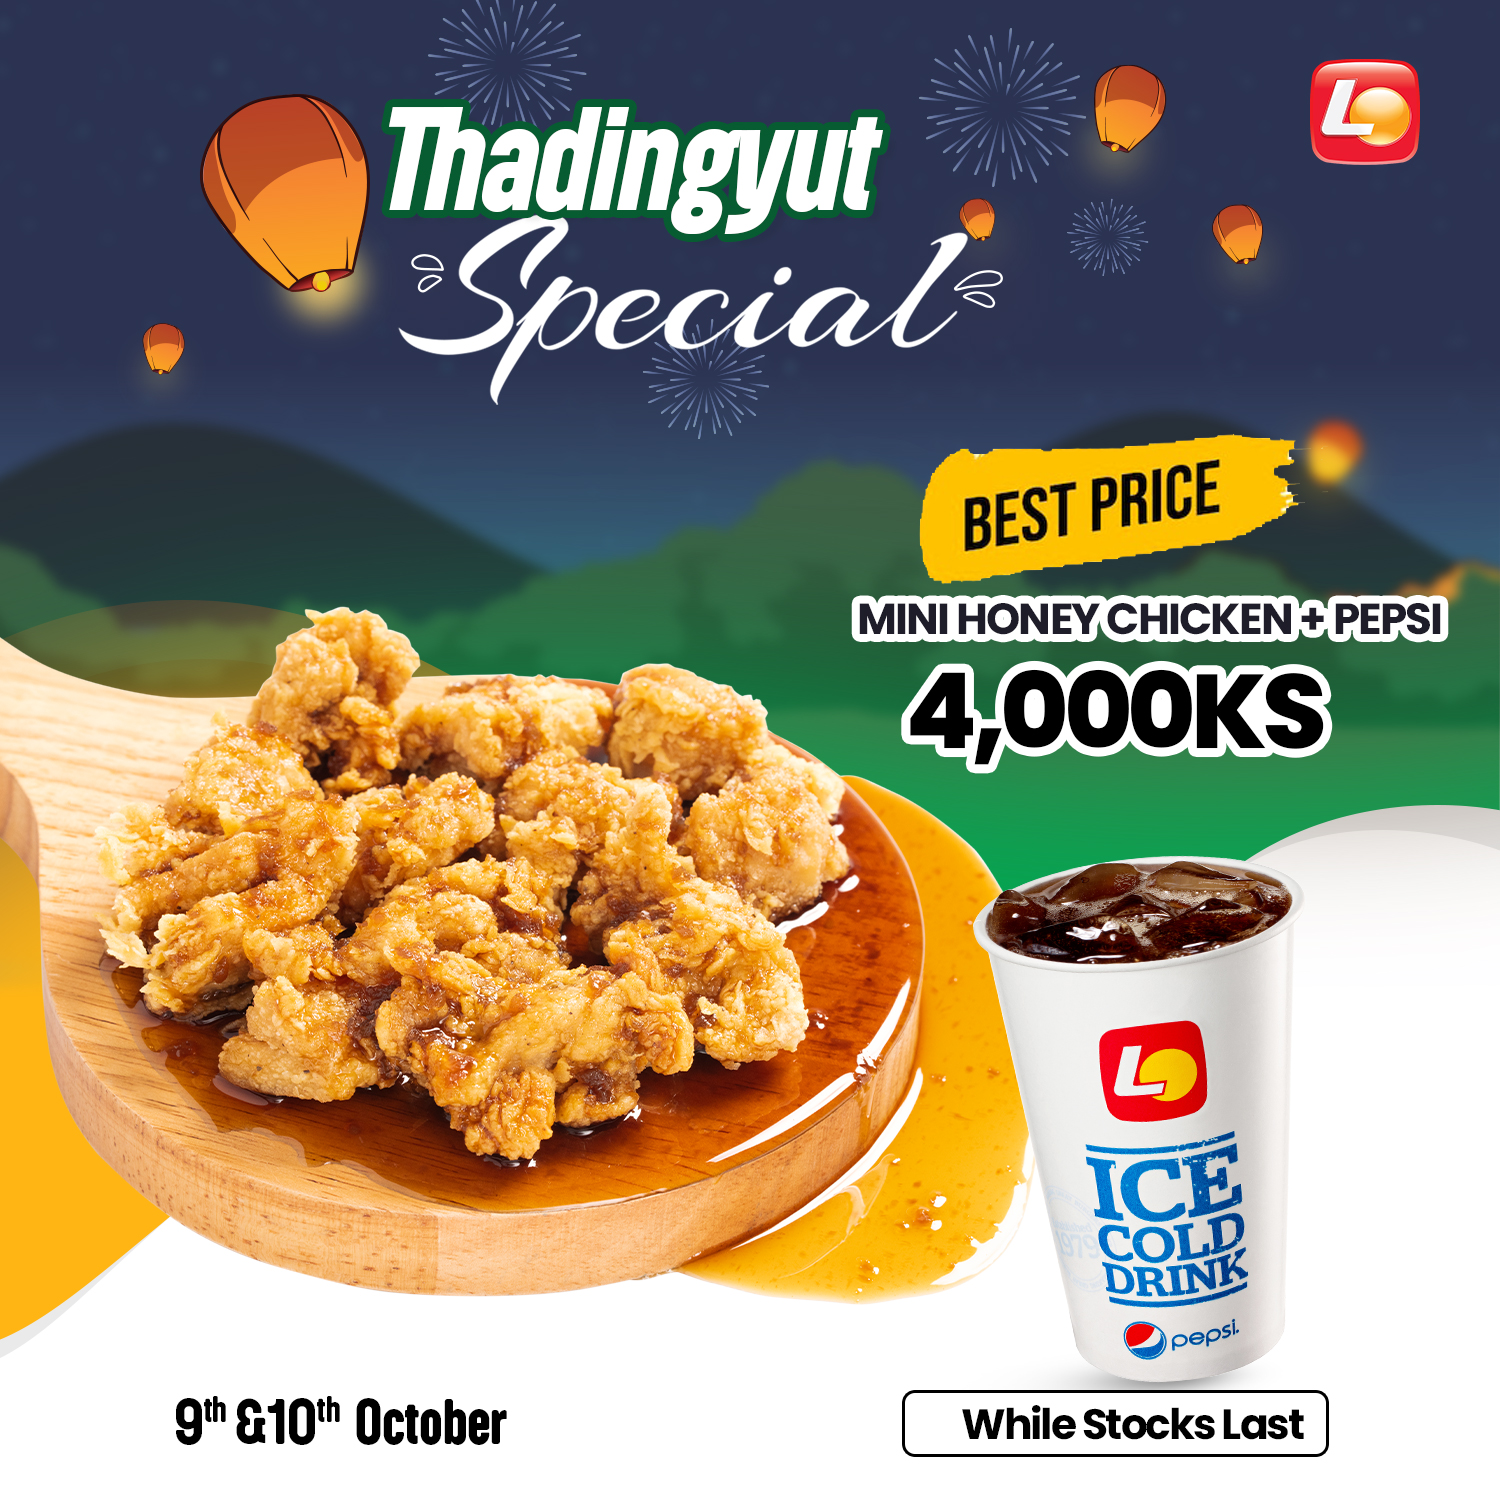 Thadingyut
Special
BEST PRICE
MINI HONEY CHICKEN + PEPSI
4,000KS
L
ICE
COLD
DRINK
1979
pepsi.
9th &10th October
While Stocks Last